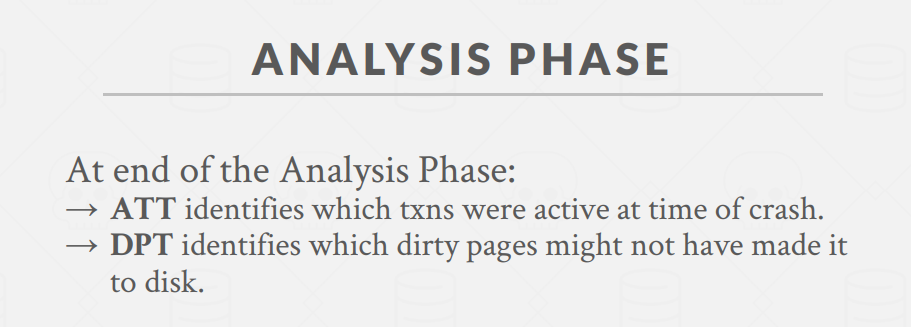 ANALYSIS PHASE
At end of the Analysis Phase:
→ ATT identifies which txns were active at time of crash.
→ DPT identifies which dirty pages might not have made it
to disk.